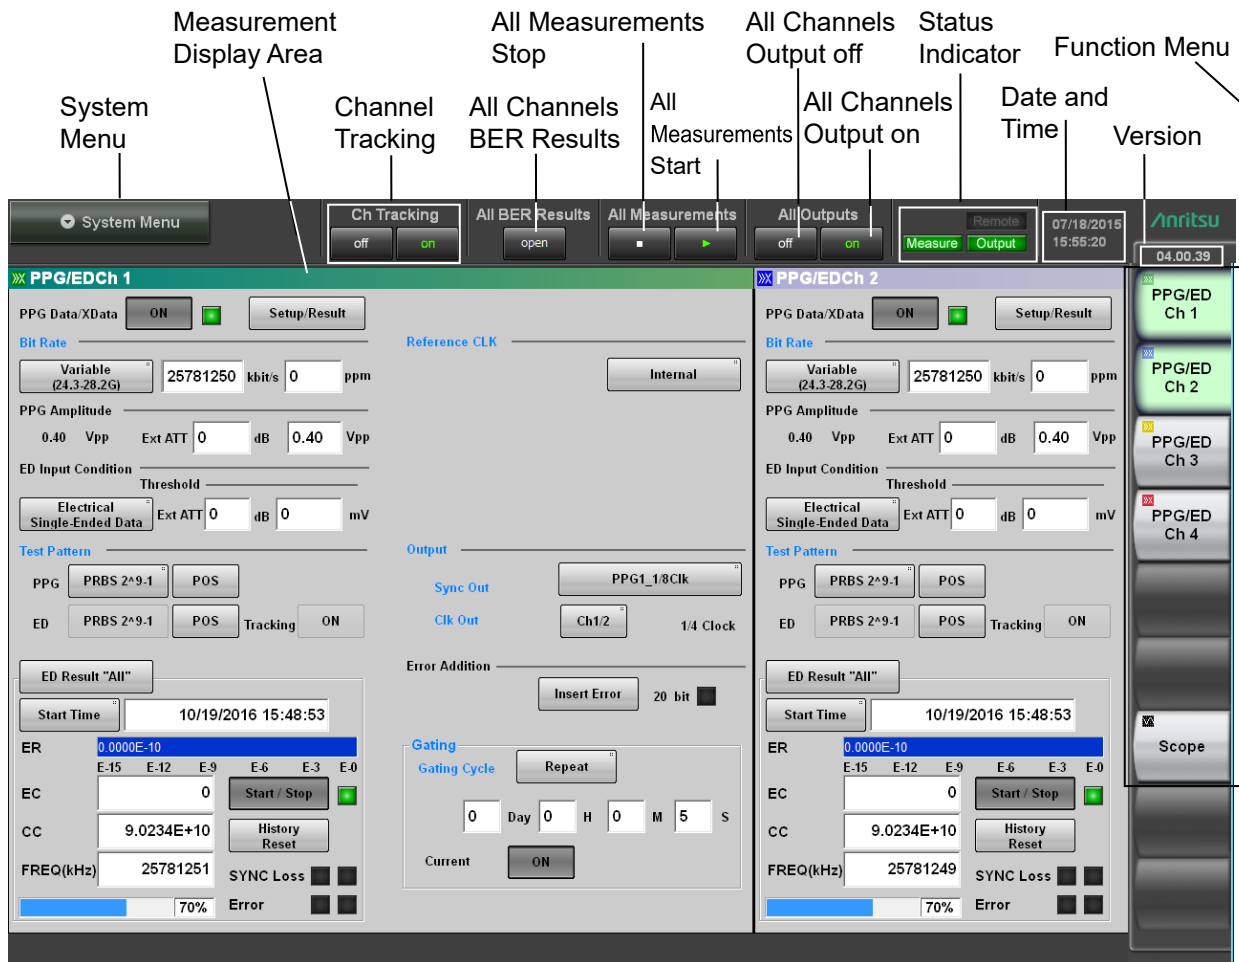 Measurement
Display Area
All Measurements
Stop
All Channels
Output off
Status
Indicator
Function Menu
System
Menu
Channel
Tracking
All Channels
BER Results
All
Measurements
Start
All Channels
Output on
Date and
Time
Version
System Menu
Ch Tracking
off on
All BER Results
open
All Measurements
All Outputs
off on
Remote
Measure Output
07/18/2015
15:55:20
Anritsu
04.00.39
PPG/EDCh 1
PPG Data/XData ON Setup/Result
Bit Rate
Variable
(24.3-28.2G)
25781250 kbit/s 0 ppm
PPG Amplitude
0.40 Vpp Ext ATT 0 dB 0.40 Vpp
ED Input Condition
Threshold
Electrical
Single-Ended Data
Ext ATT 0 dB 0 mV
Test Pattern
PPG PRBS 2^9-1 POS
ED PRBS 2^9-1 POS Tracking ON
ED Result "All"
Start Time 10/19/2016 15:48:53
ER 0.0000E-10
E-15 E-12 E-9 E-6 E-3 E-0
EC 0 Start / Stop
CC 9.0234E+10 History
Reset
FREQ(kHz) 25781251 SYNC Loss
70% Error
Reference CLK
Internal
Output
Sync Out PPG1_1/8Clk
Clk Out Ch1/2 1/4 Clock
Error Addition
Insert Error 20 bit
Gating
Gating Cycle Repeat
0 Day 0 H 0 M 5 S
Current ON
PPG/EDCh 2
PPG Data/XData ON Setup/Result
Bit Rate
Variable
(24.3-28.2G)
25781250 kbit/s 0 ppm
PPG Amplitude
0.40 Vpp Ext ATT 0 dB 0.40 Vpp
ED Input Condition
Threshold
Electrical
Single-Ended Data
Ext ATT 0 dB 0 mV
Test Pattern
PPG PRBS 2^9-1 POS
ED PRBS 2^9-1 POS Tracking ON
ED Result "All"
Start Time 10/19/2016 15:48:53
ER 0.0000E-10
E-15 E-12 E-9 E-6 E-3 E-0
EC 0 Start / Stop
CC 9.0234E+10 History
Reset
FREQ(kHz) 25781249 SYNC Loss
70% Error
PPG/ED
Ch 1
PPG/ED
Ch 2
PPG/ED
Ch 3
PPG/ED
Ch 4
Scope